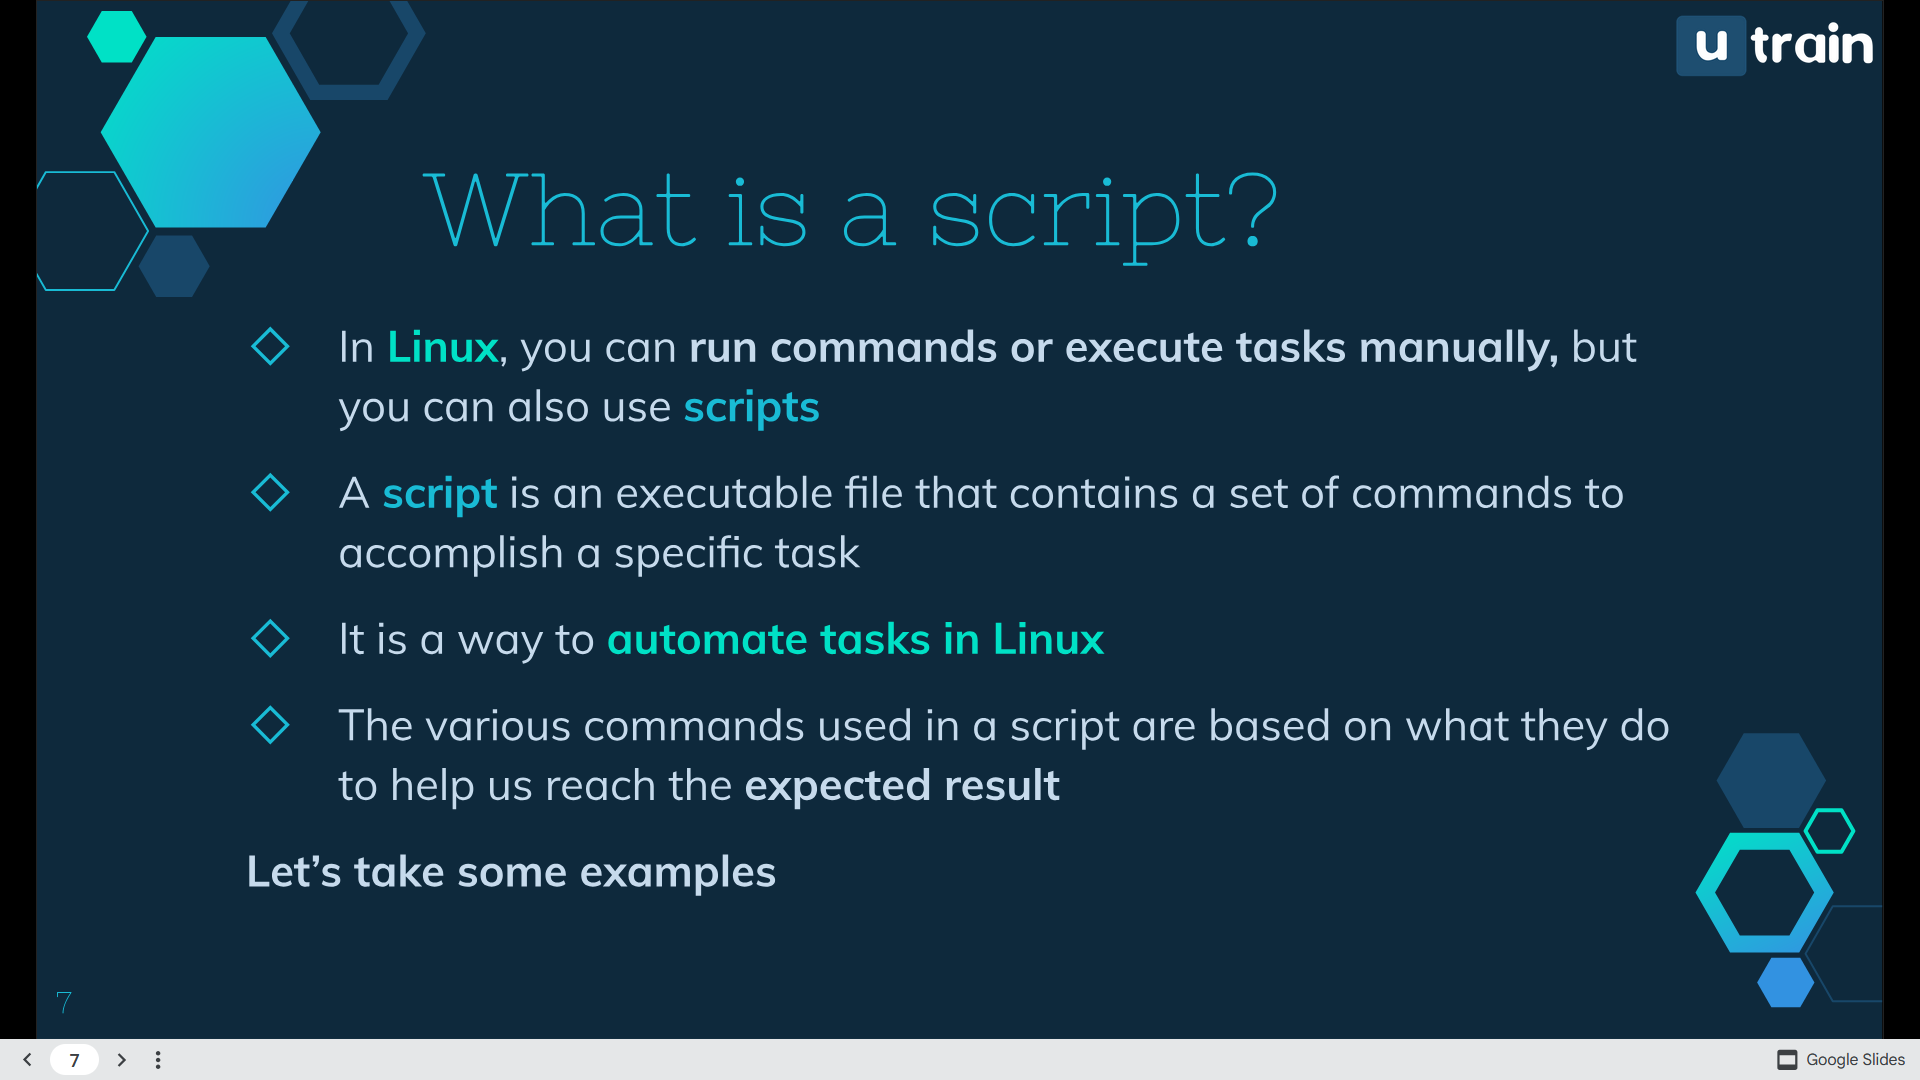 u train
What is a script?
In Linux, you can run commands or execute tasks manually, but
you can also use scripts
A script is an executable file that contains a set of commands to
accomplish a specific task
It is a way to automate tasks in Linux
The various commands used in a script are based on what they do
to help us reach the expected result
Let’s take some examples
7
7
Google Slides